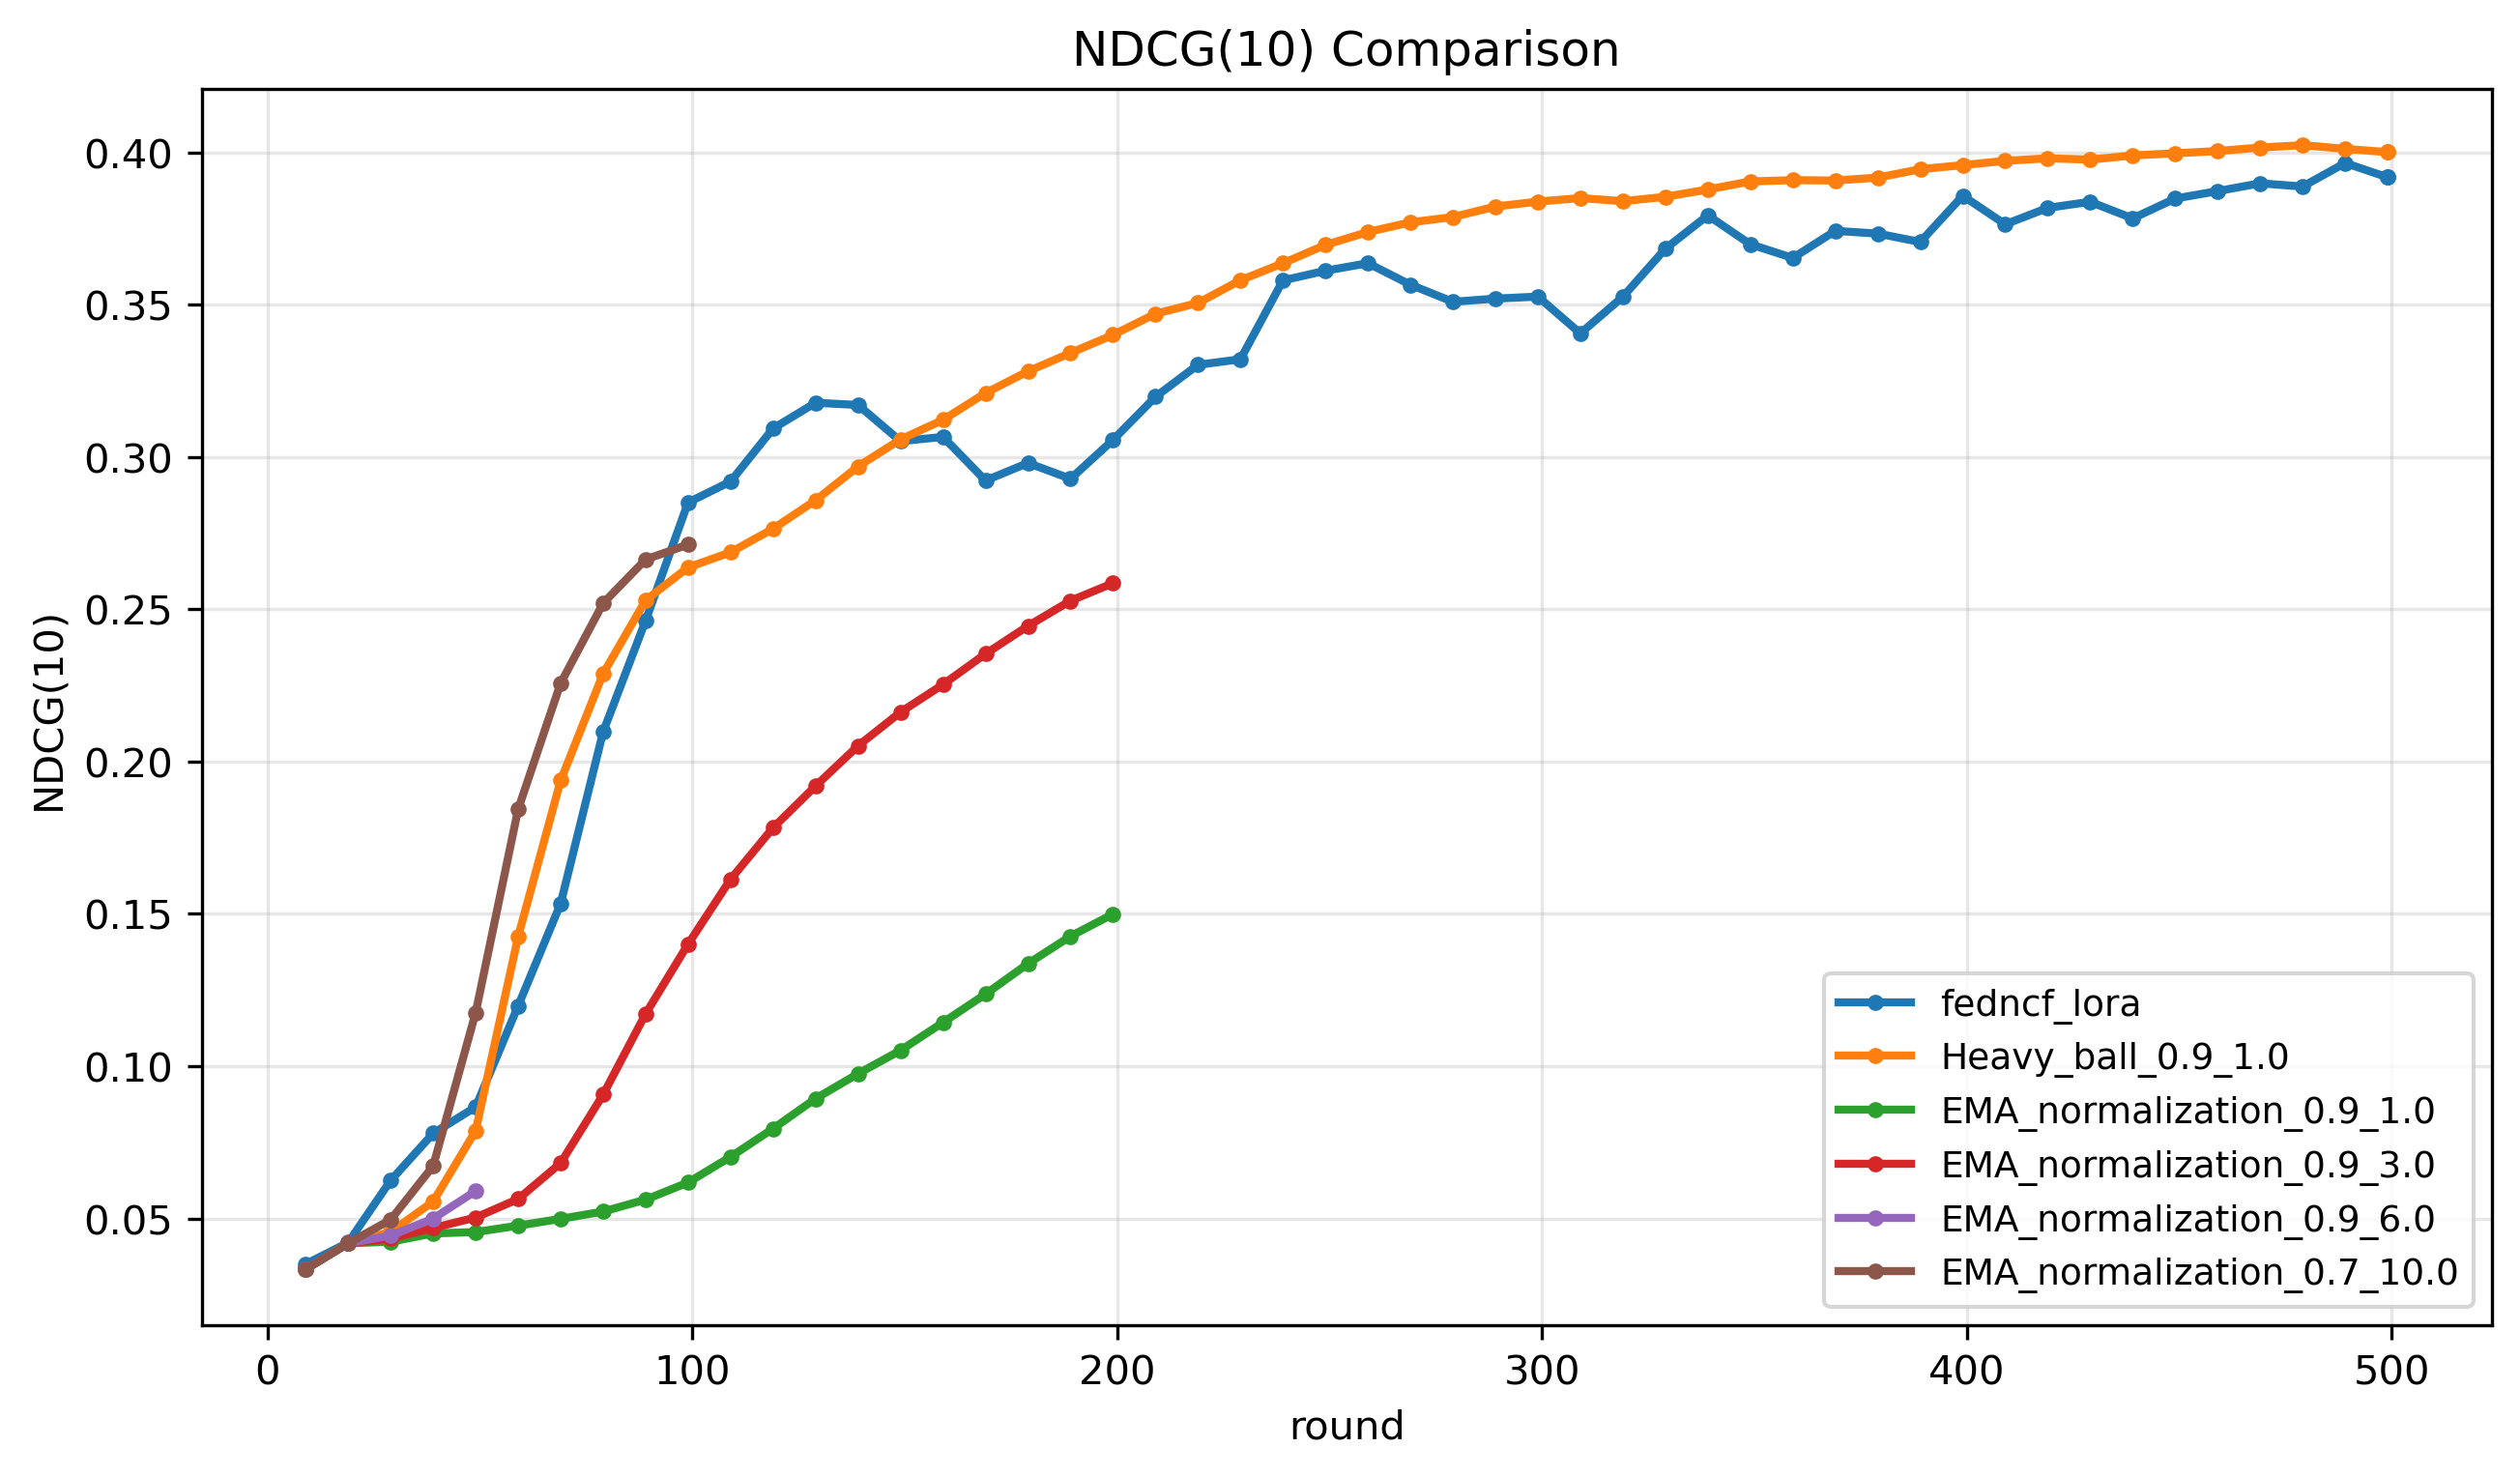 NDCG(10) Comparison
NDCG(10)
0.40
0.35
0.30
0.25
0.20
0.15
0.10
0.05
0 100 200 300 400 500
round
fedncf_lora
Heavy_ball_0.9_1.0
EMA_normalization_0.9_1.0
EMA_normalization_0.9_3.0
EMA_normalization_0.9_6.0
EMA_normalization_0.7_10.0